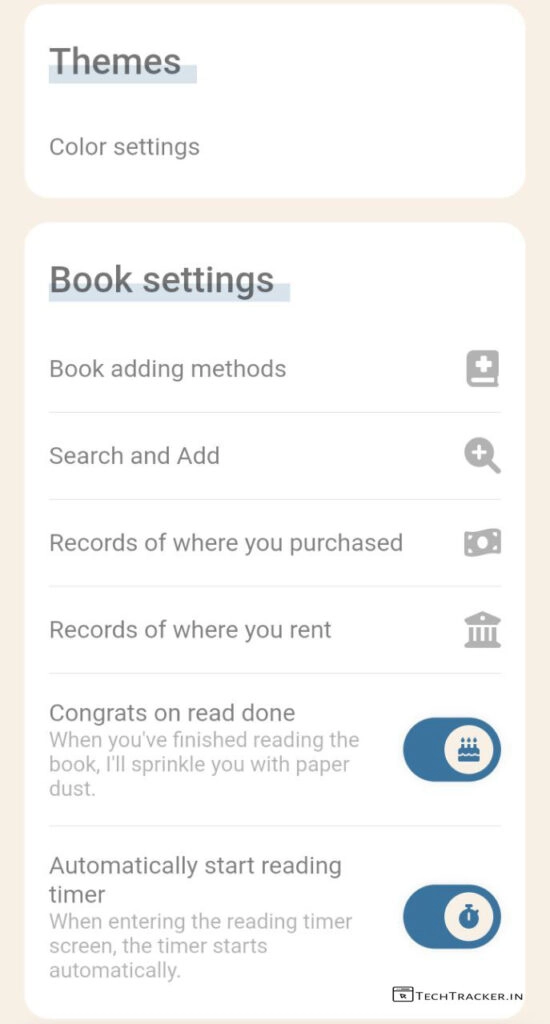 Themes
Color settings
Book settings
Book adding methods
Search and Add
Records of where you purchased
Records of where you rent
Congrats on read done
When you've finished reading the
book, I'll sprinkle you with paper
dust.
Automatically start reading
timer
When entering the reading timer
screen, the timer starts
automatically.
TECHTRACKER.IN